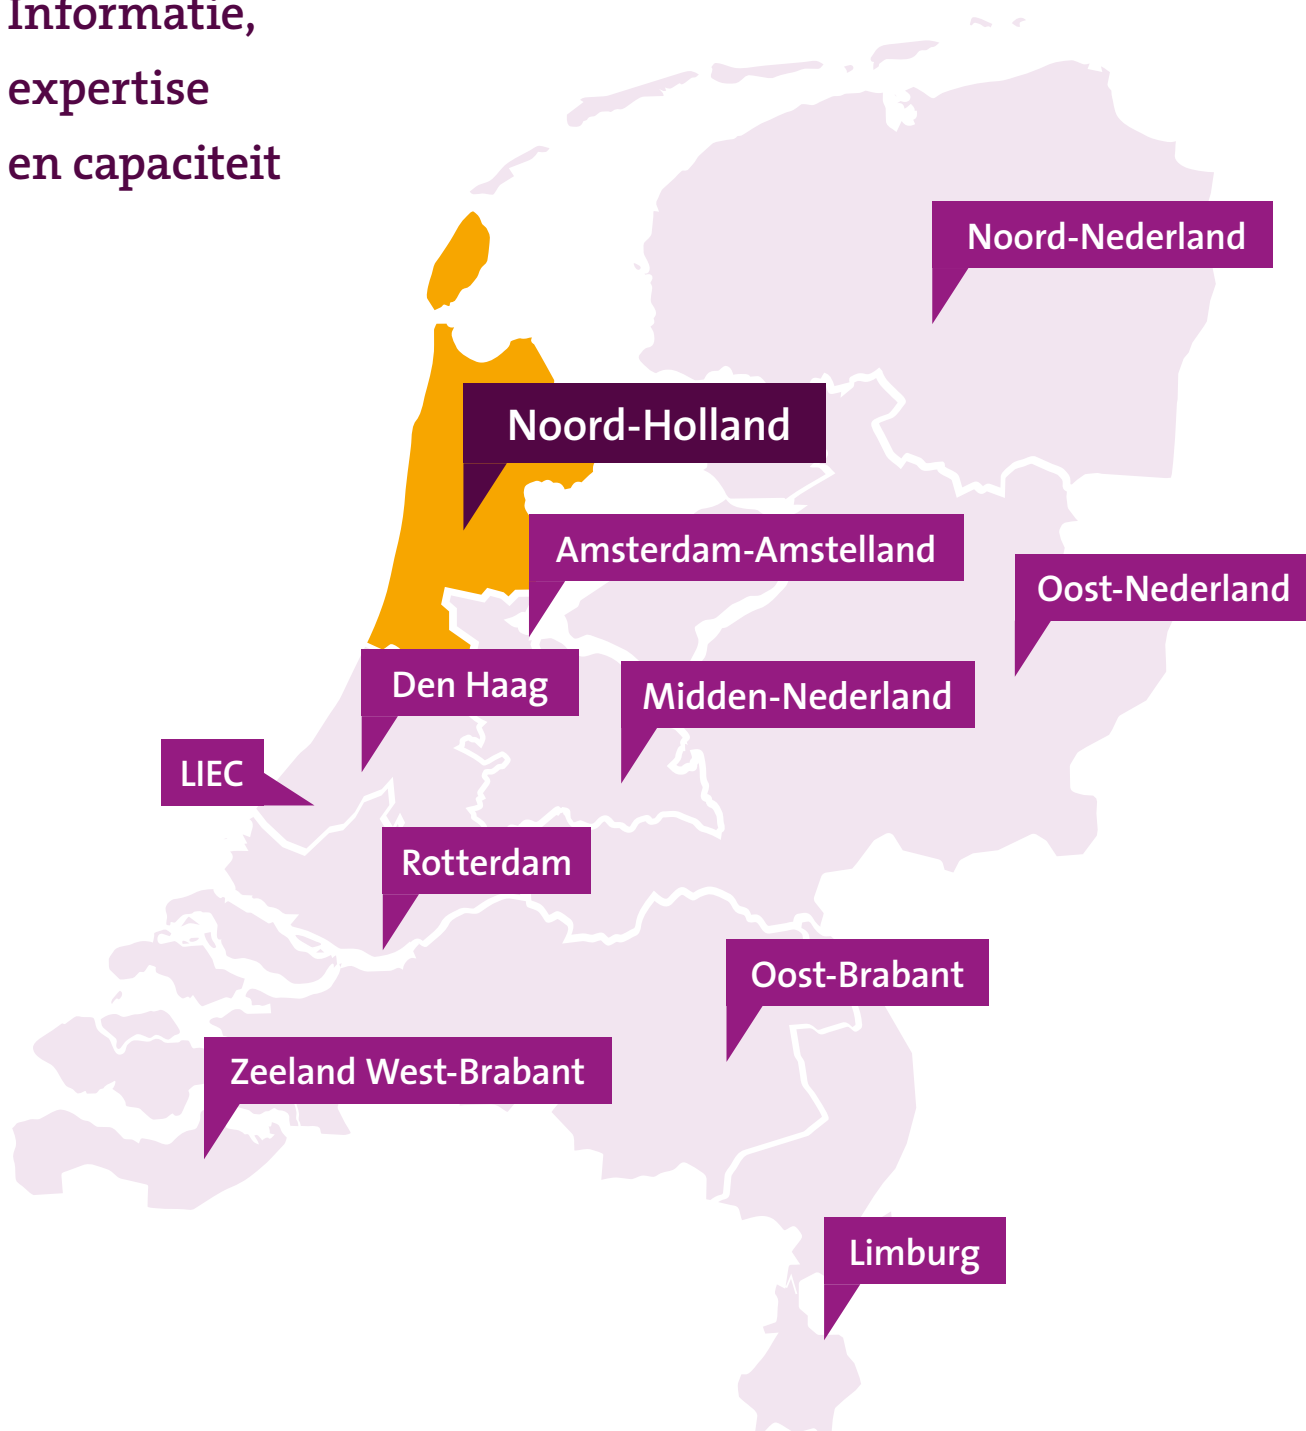 Informatie,
expertise
en capaciteit
Noord-Nederland
Noord-Holland
Amsterdam-Amstelland
Oost-Nederland
Den Haag
Midden-Nederland
LIEC
Rotterdam
Oost-Brabant
Zeeland West-Brabant
Limburg